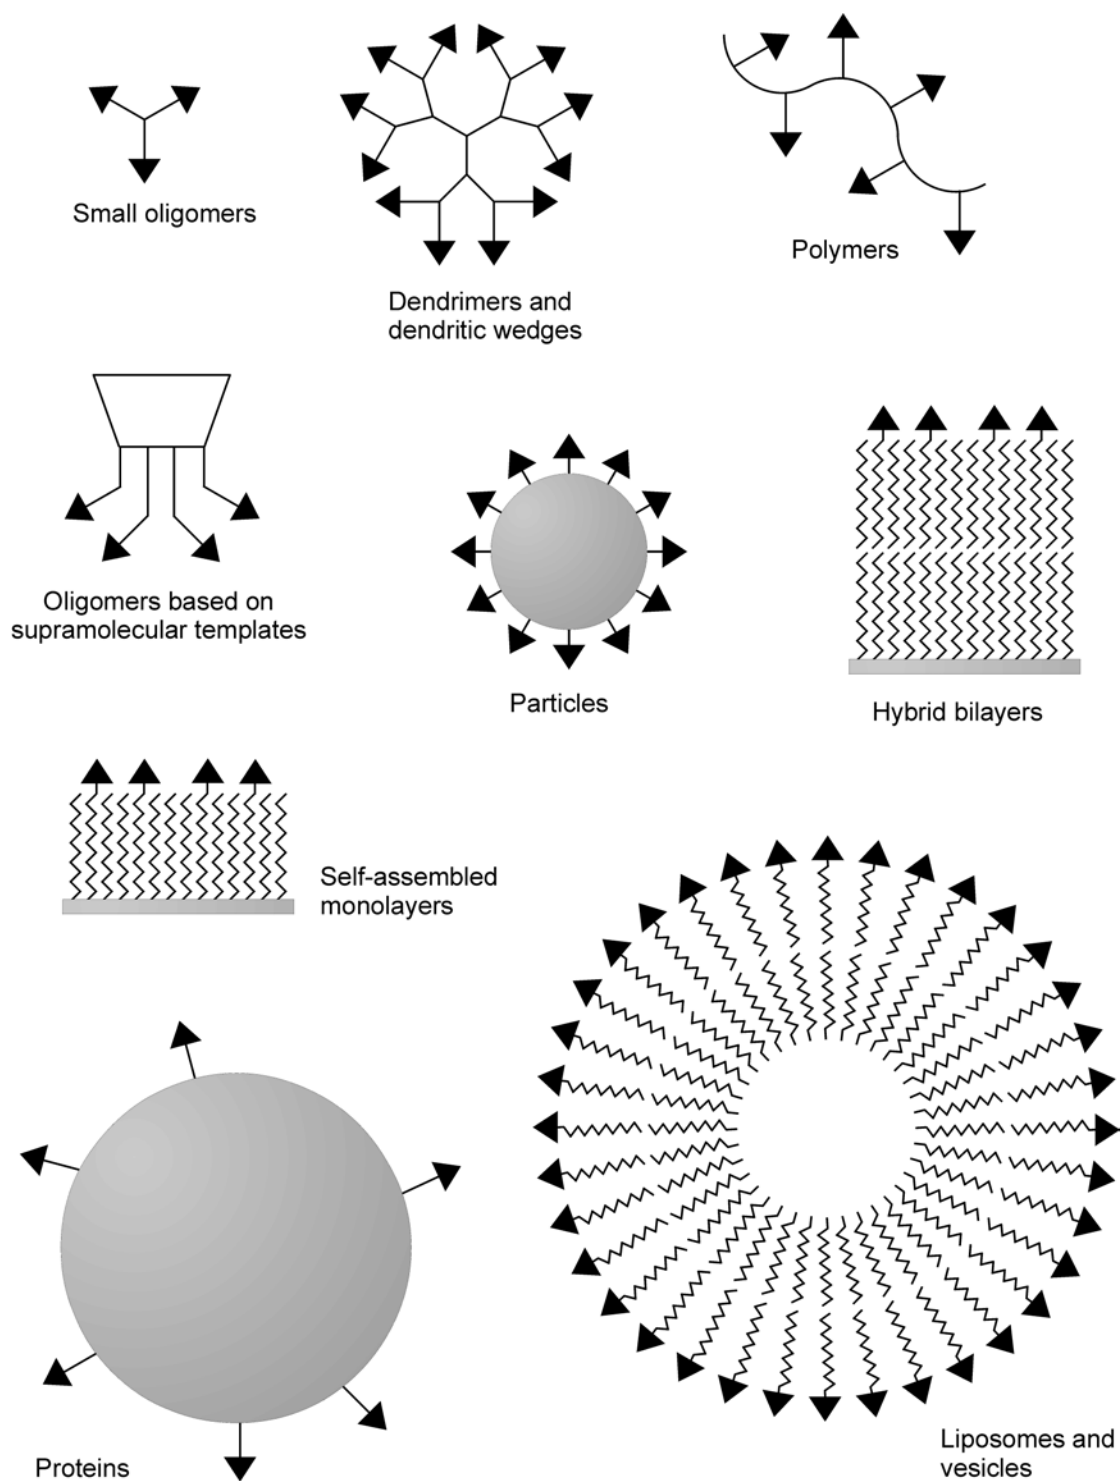 Small oligomers
Dendrimers and
dendritic wedges
Polymers
Oligomers based on
supramolecular templates
Particles
Hybrid bilayers
Self-assembled
monolayers
Proteins
Liposomes and
vesicles